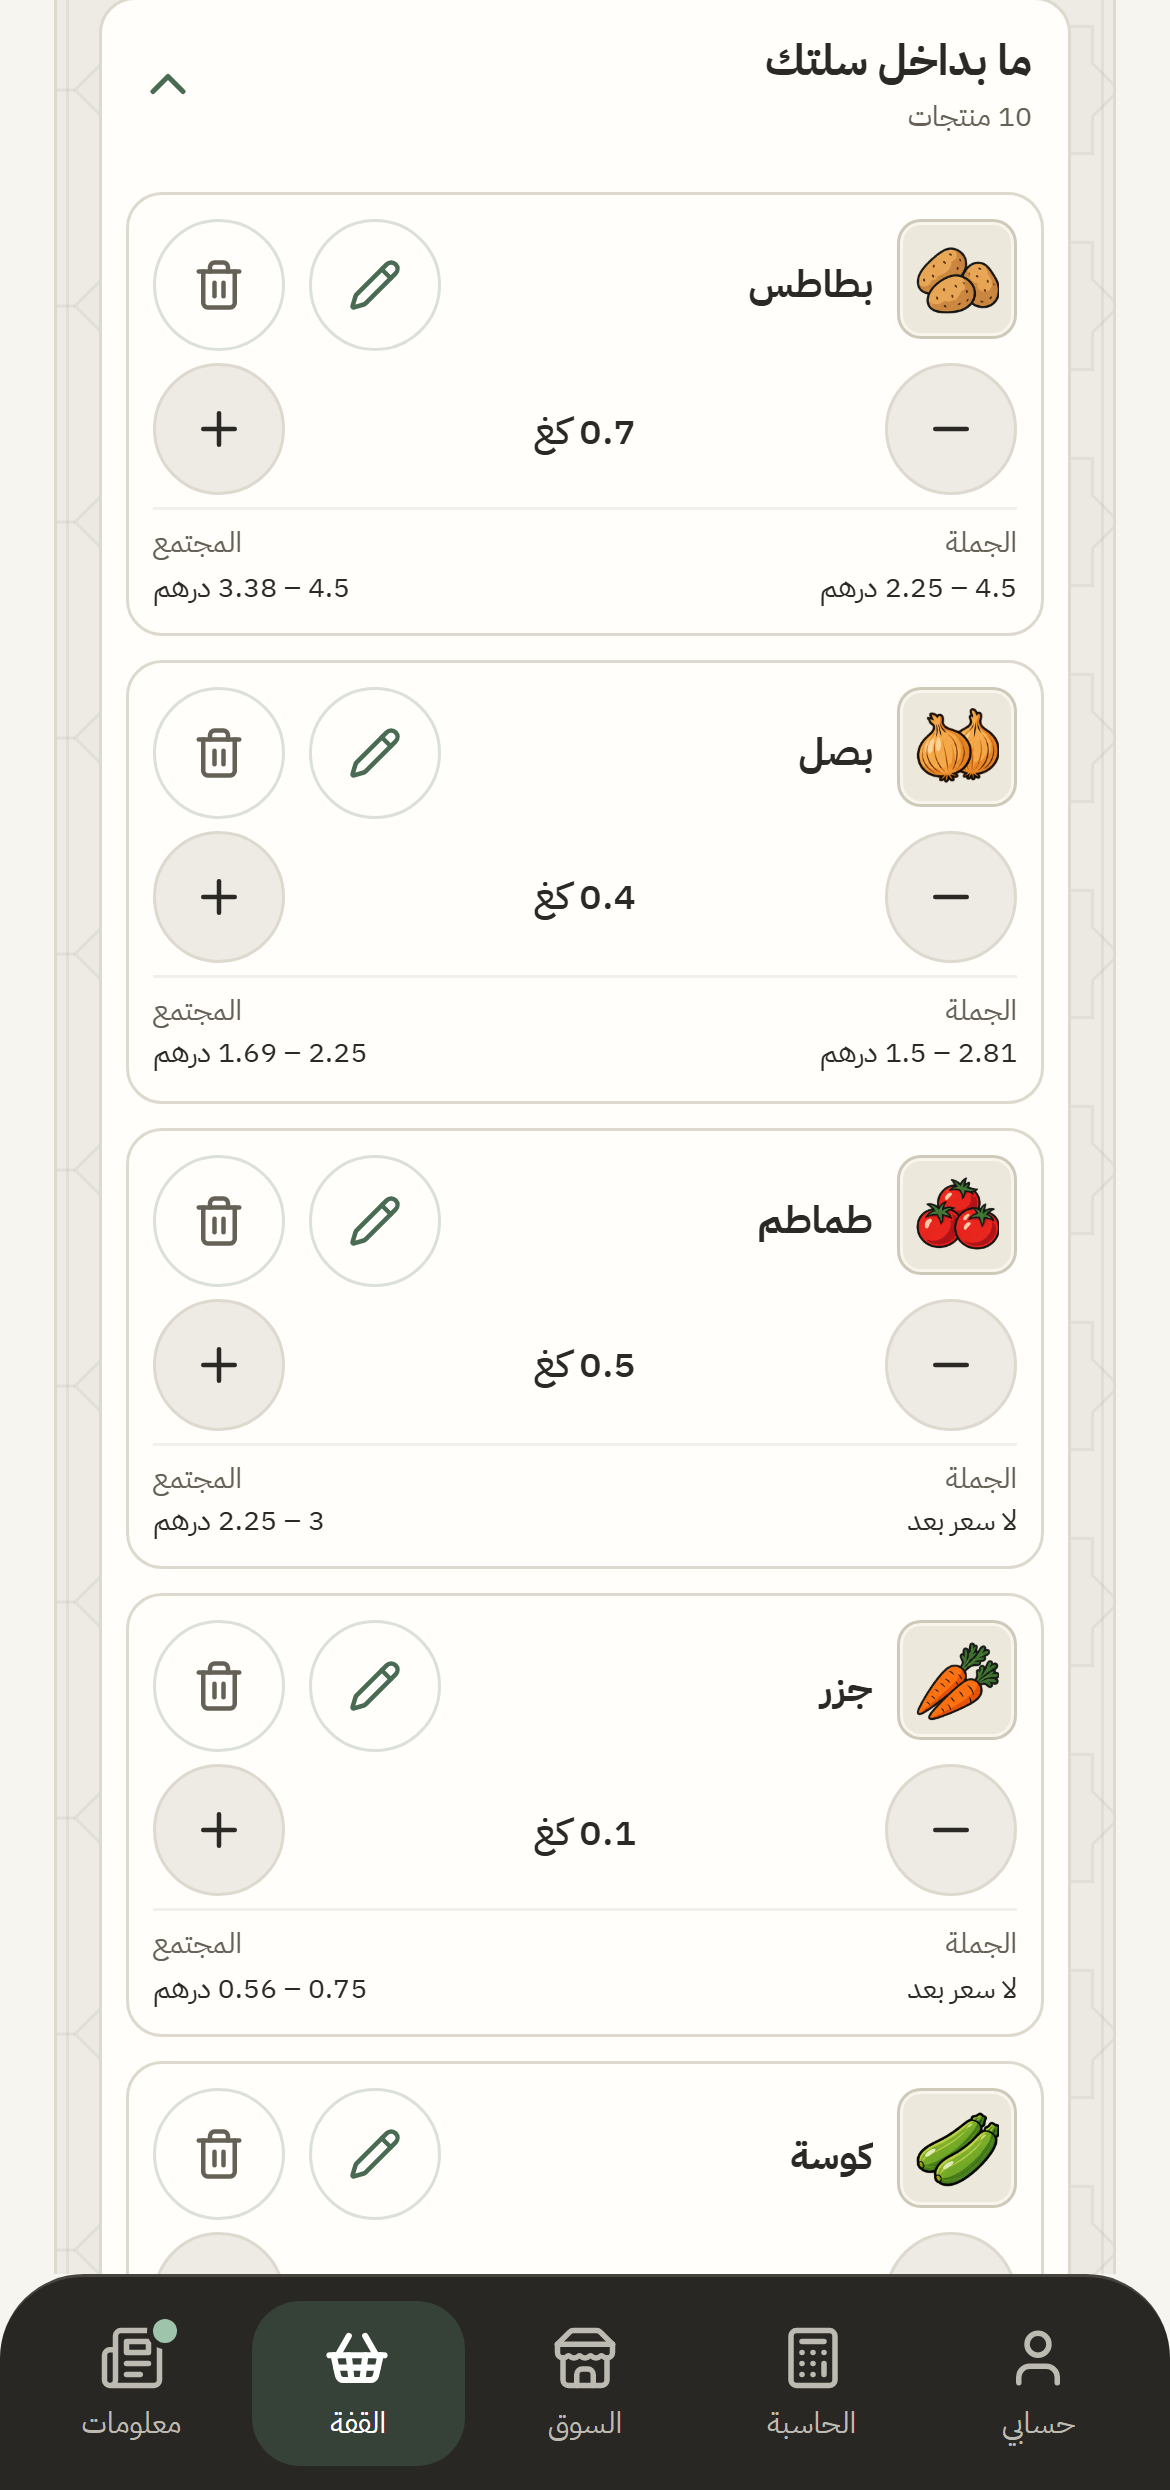 ما بداخل سلتك
10 منتجات
بطاطس
0.7 كغ
الجملة
المجتمع
2.25 – 4.5 درهم
3.38 – 4.5 درهم
بصل
0.4 كغ
الجملة
المجتمع
1.5 – 2.81 درهم
1.69 – 2.25 درهم
طماطم
0.5 كغ
الجملة
المجتمع
لا سعر بعد
2.25 – 3 درهم
جزر
0.1 كغ
الجملة
المجتمع
لا سعر بعد
0.56 – 0.75 درهم
كوسة
حسابي
الحاسبة
السوق
القفة
معلومات